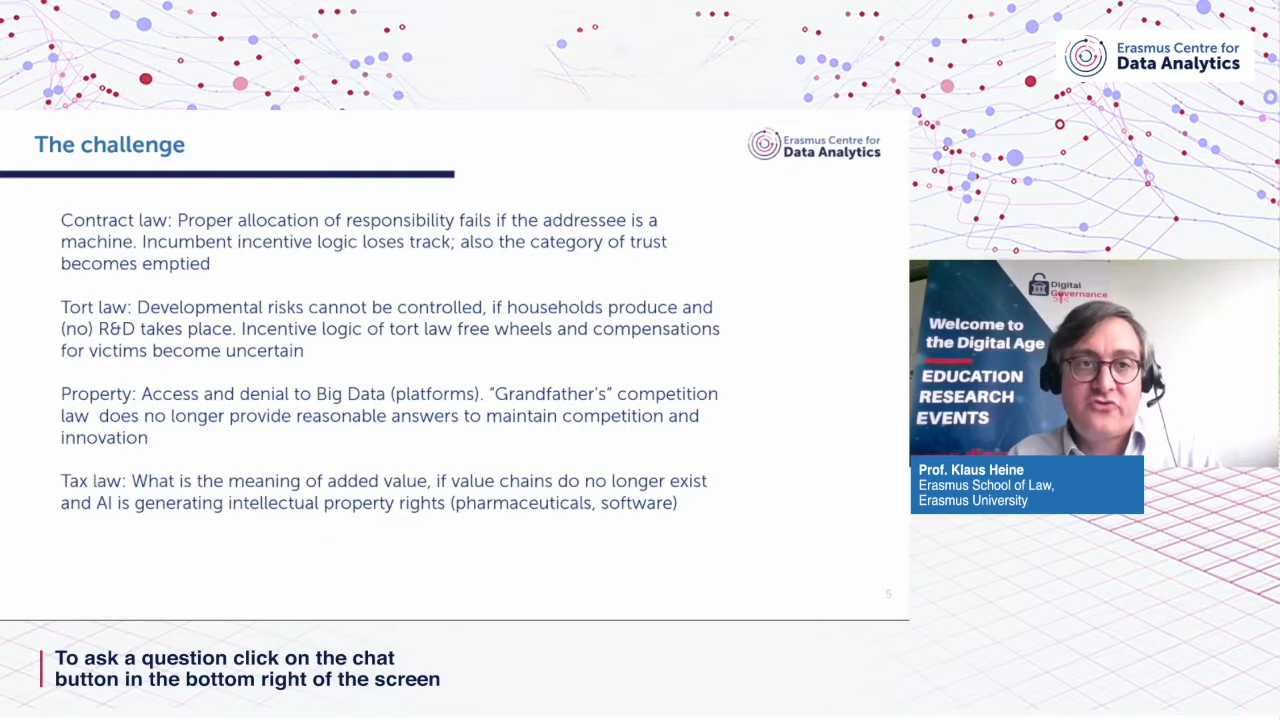 Erasmus Centre for
Data Analytics
The challenge
Erasmus Centre for
Data Analytics
Contract law: Proper allocation of responsibility fails if the addressee is a
machine. Incumbent incentive logic loses track; also the category of trust
becomes emptied
Tort law: Developmental risks cannot be controlled, if households produce and
(no) R&D takes place. Incentive logic of tort law free wheels and compensations
for victims become uncertain
Property: Access and denial to Big Data (platforms). "Grandfather's" competition
law does no longer provide reasonable answers to maintain competition and
innovation
Tax law: What is the meaning of added value, if value chains do no longer exist
and AI is generating intellectual property rights (pharmaceuticals, software)
5
Digital
Governance
Welcome to
the Digital Age
EDUCATION
RESEARCH
EVENTS
Prof. Klaus Heine
Erasmus School of Law,
Erasmus University
To ask a question click on the chat
button in the bottom right of the screen